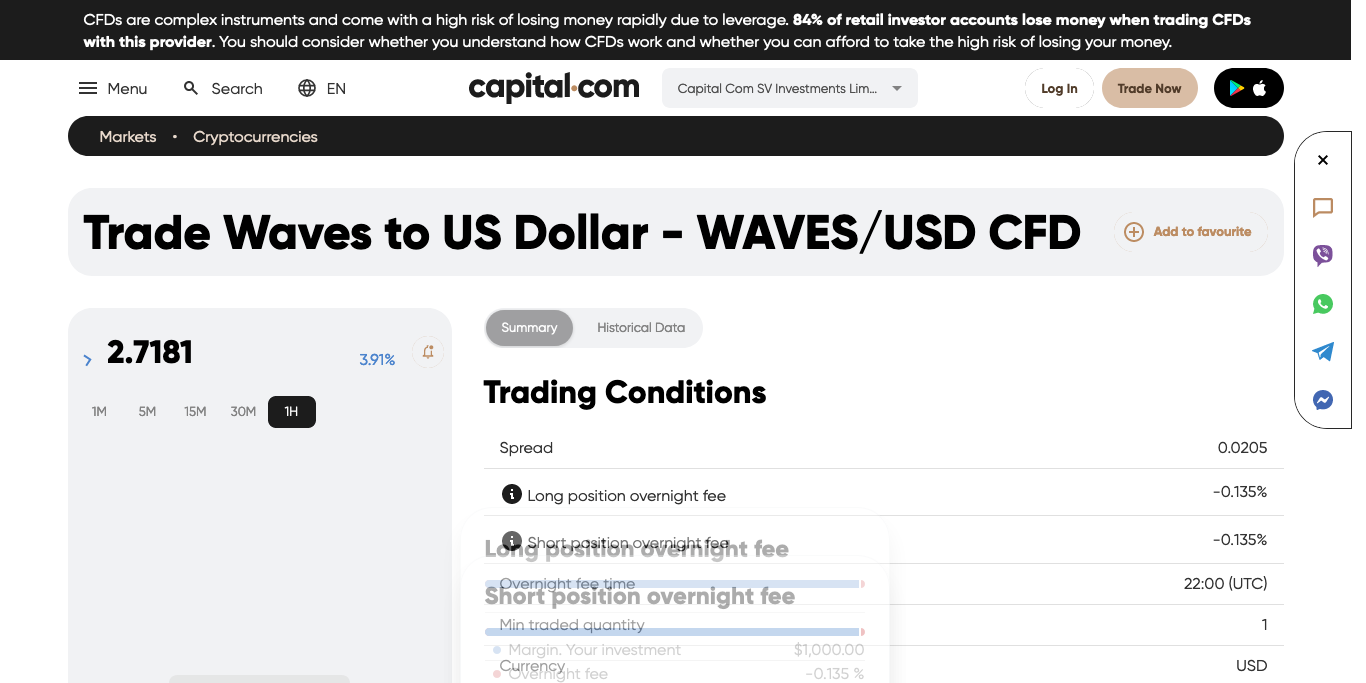 CFDs are complex instruments and come with a high risk of losing money rapidly due to leverage. 84% of retail investor accounts lose money when trading CFDs
with this provider. You should consider whether you understand how CFDs work and whether you can afford to take the high risk of losing your money.
Menu Search EN capital.com Capital Com SV Investments Lim... Log In Trade Now
Markets • Cryptocurrencies
Trade Waves to US Dollar - WAVES/USD CFD Add to favourite
2.7181 3.91%
1M 5M 15M 30M 1H
Summary Historical Data
Trading Conditions
Spread 0.0205
Long position overnight fee -0.135%
Short position overnight fee -0.135%
Long position overnight fee
Overnight fee time 22:00 (UTC)
Short position overnight fee
Min traded quantity 1
Margin. Your investment $1,000.00
Currency USD
Overnight fee -0.135 %